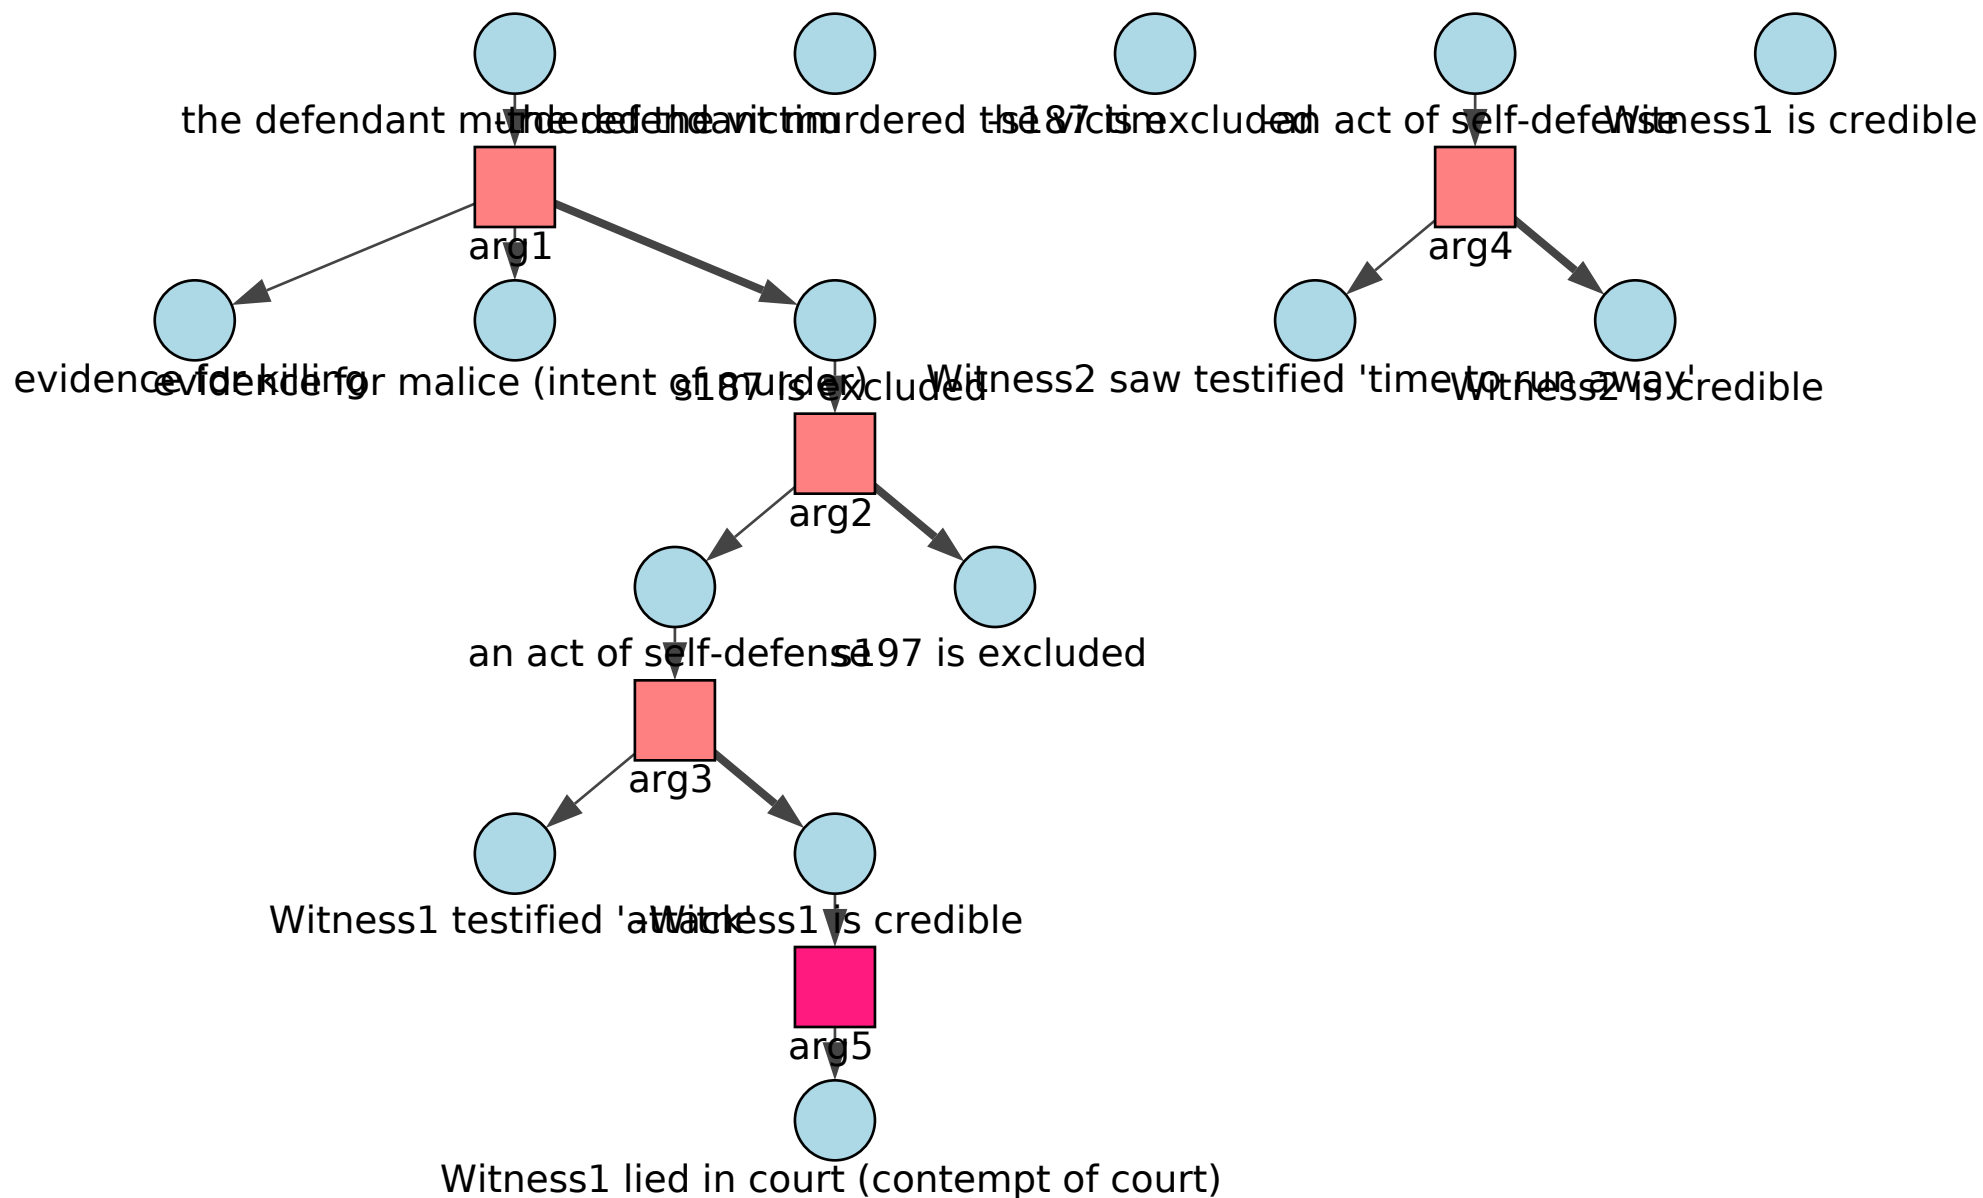 the defendant murdered the victim
-the defendant murdered the victim
-s187 is excluded
-an act of self-defense
Witness1 is credible
arg1
arg4
evidence for killing
evidence for malice (intent of murder)
s187 is excluded
Witness2 saw testified 'time to run away'
-Witness2 is credible
arg2
an act of self-defense
s197 is excluded
arg3
Witness1 testified 'attack'
-Witness1 is credible
arg5
Witness1 lied in court (contempt of court)